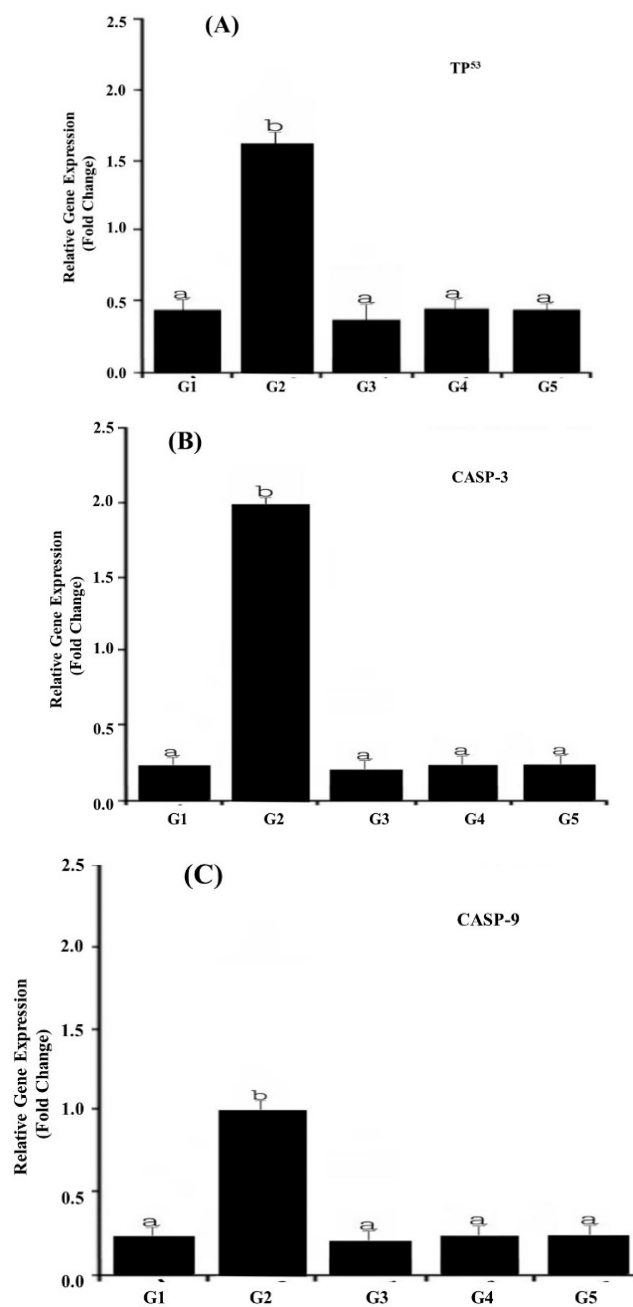 (A)
TP⁵³
Relative Gene Expression
(Fold Change)
2.5
2.0
1.5
1.0
0.5
0.0
a
b
a
a
a
G1
G2
G3
G4
G5
(B)
CASP-3
Relative Gene Expression
(Fold Change)
2.5
2.0
1.5
1.0
0.5
0.0
a
b
a
a
a
G1
G2
G3
G4
G5
(C)
CASP-9
Relative Gene Expression
(Fold Change)
2.5
2.0
1.5
1.0
0.5
0.0
a
b
a
a
a
G1
G2
G3
G4
G5